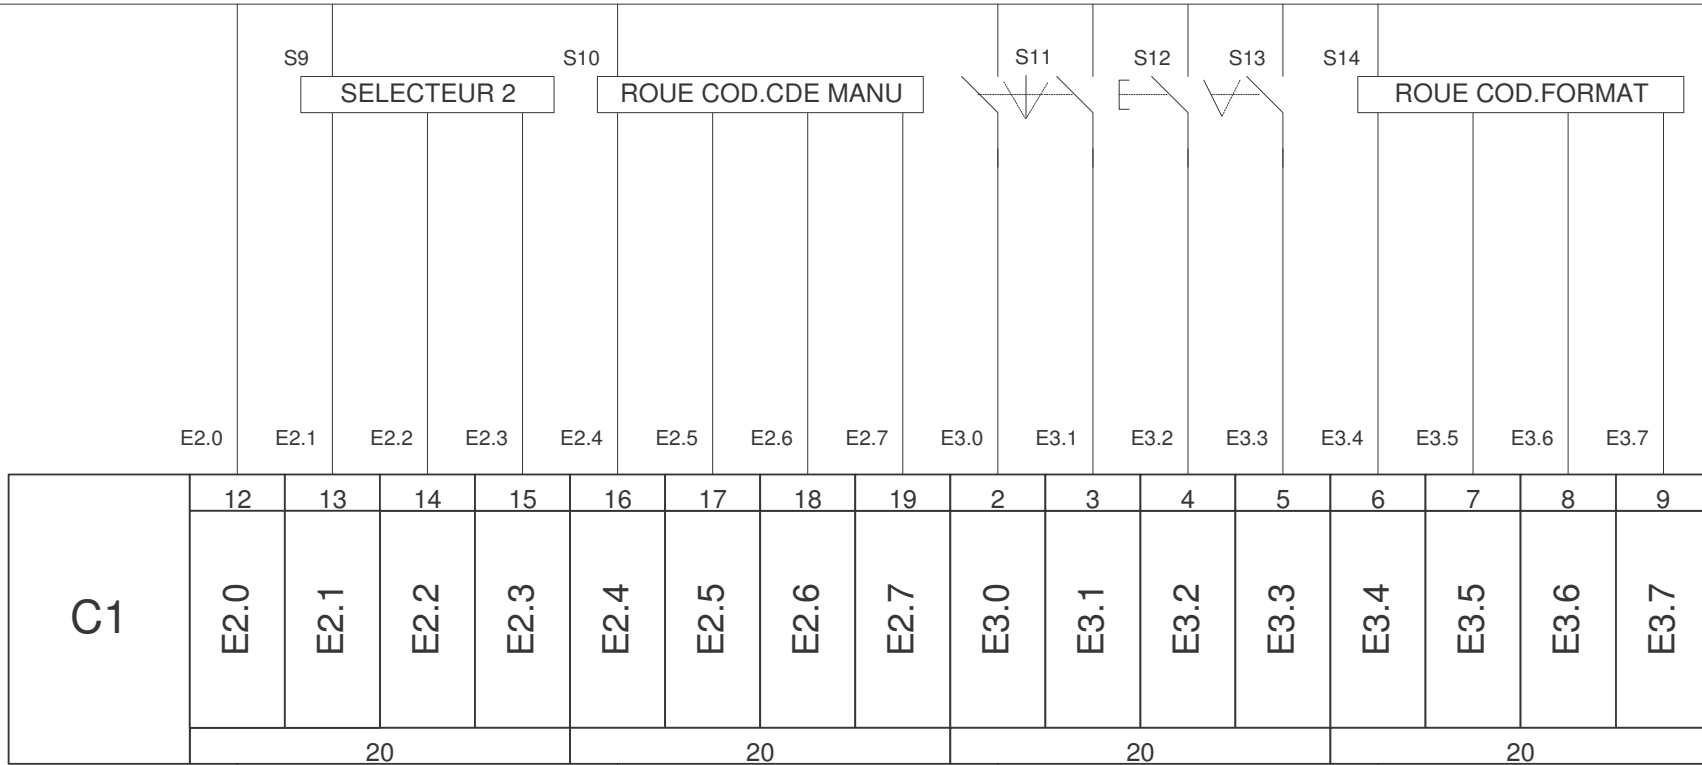 S9 S10 S11 S12 S13 S14
SELECTEUR 2 ROUE COD.CDE MANU ROUE COD.FORMAT
E2.0 E2.1 E2.2 E2.3 E2.4 E2.5 E2.6 E2.7 E3.0 E3.1 E3.2 E3.3 E3.4 E3.5 E3.6 E3.7
12 13 14 15 16 17 18 19 2 3 4 5 6 7 8 9
C1 E2.0 E2.1 E2.2 E2.3 E2.4 E2.5 E2.6 E2.7 E3.0 E3.1 E3.2 E3.3 E3.4 E3.5 E3.6 E3.7
20 20 20 20